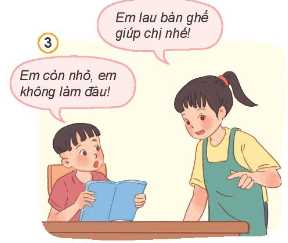 3
Em lau bàn ghế
giúp chị nhé!
Em còn nhỏ, em
không làm đâu!